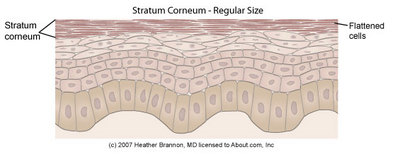 Stratum Corneum - Regular Size
Stratum
corneum
Flattened
cells
(c) 2007 Heather Brannon, MD licensed to About.com, Inc